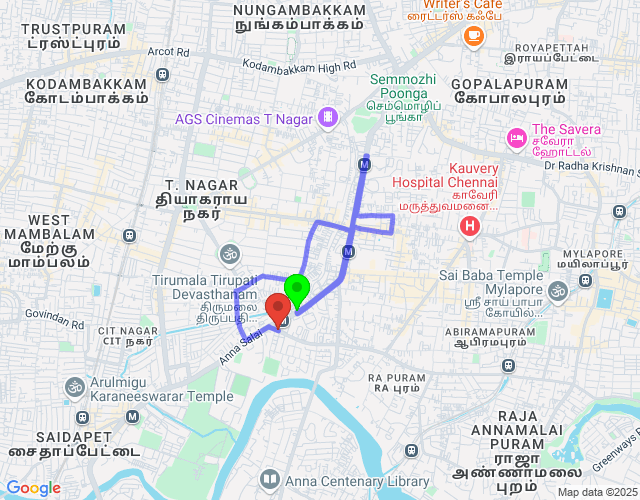 NUNGAMBAKKAM
நுங்கம்பாக்கம்
Writer's Cafe
ரைட்டர்ஸ் கஃபே
TRUSTPURAM
ட்ரஸ்ட்புரம்
Arcot Rd
Kodambakkam High Rd
ROYAPETTAH
இராயப்பேட்டை
KODAMBAKKAM
கோடம்பாக்கம்
Semmozhi
Poonga
செம்மொழிப்
பூங்கா
GOPALAPURAM
கோபாலபுரம்
AGS Cinemas T Nagar
The Savera
சவேரா
ஹோட்டல்
Dr Radha Krishnan S
Kauvery
Hospital Chennai
காவேரி
மருத்துவமனை...
T. NAGAR
தியாகராய
நகர்
WEST
MAMBALAM
மேற்கு
மாம்பலம்
MYLAPORE
மயிலாப்பூர்
Tirumala Tirupati
Devasthanam
திருமலை
திருப்பதி...
Sai Baba Temple
Mylapore
ஸ்ரீ சாய் பாபா
கோயில்...
Govindan Rd
CIT NAGAR
CIT நகர்
Anna Salai
ABIRAMAPURAM
ஆபிரமபுரம்
RA PURAM
RA புரம்
Arulmigu
Karaneeswarar Temple
SAIDAPET
சைதாப்பேட்டை
RAJA
ANNAMALAI
PURAM
ராஜா
அண்ணாமலை
புரம்
Greenways R
Anna Centenary Library
Google
Map data ©2025